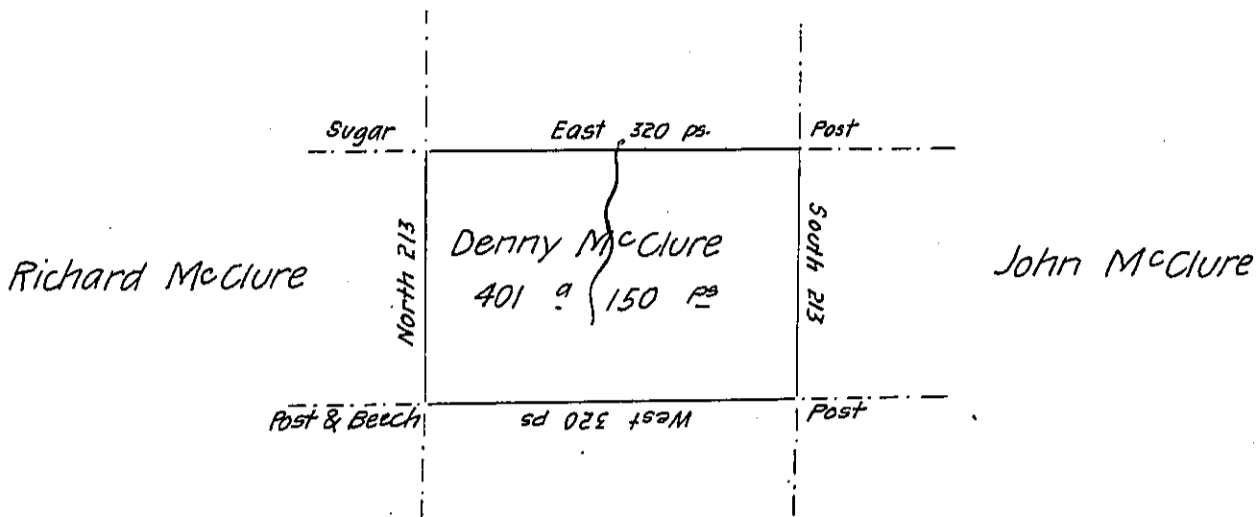 Sugar East 320 ps. Post
North 213
South 213
Richard McClure
Denny McClure
401 a 150 ps
John McClure
Post & Beech West 320 ps Post